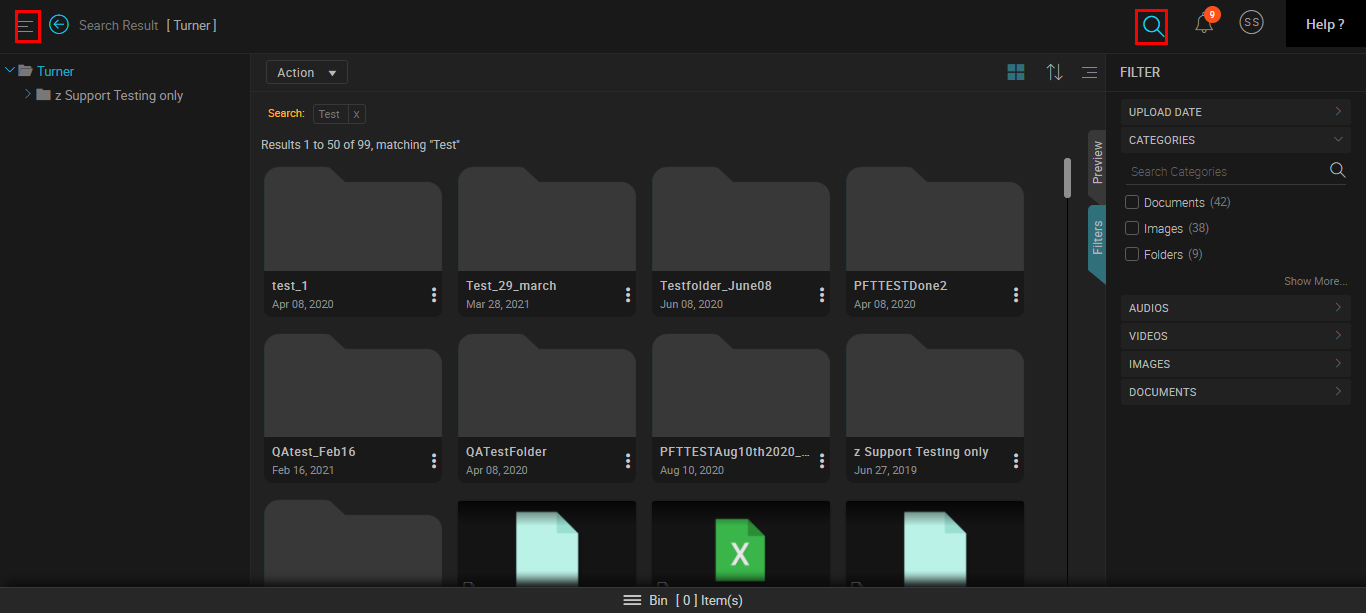 Search Result [ Turner ]
9
SS
Help ?
Turner
z Support Testing only
Action
Search: Test X
Results 1 to 50 of 99, matching "Test"
test_1
Apr 08, 2020
Test_29_march
Mar 28, 2021
Testfolder_June08
Jun 08, 2020
PFTTESTDone2
Apr 08, 2020
QAtest_Feb16
Feb 16, 2021
QATestFolder
Apr 08, 2020
PFTTESTAug10th2020_...
Aug 10, 2020
z Support Testing only
Jun 27, 2019
X
Preview
Filters
FILTER
UPLOAD DATE
CATEGORIES
Search Categories
Documents (42)
Images (38)
Folders (9)
Show More...
AUDIOS
VIDEOS
IMAGES
DOCUMENTS
Bin [ 0 ] Item(s)